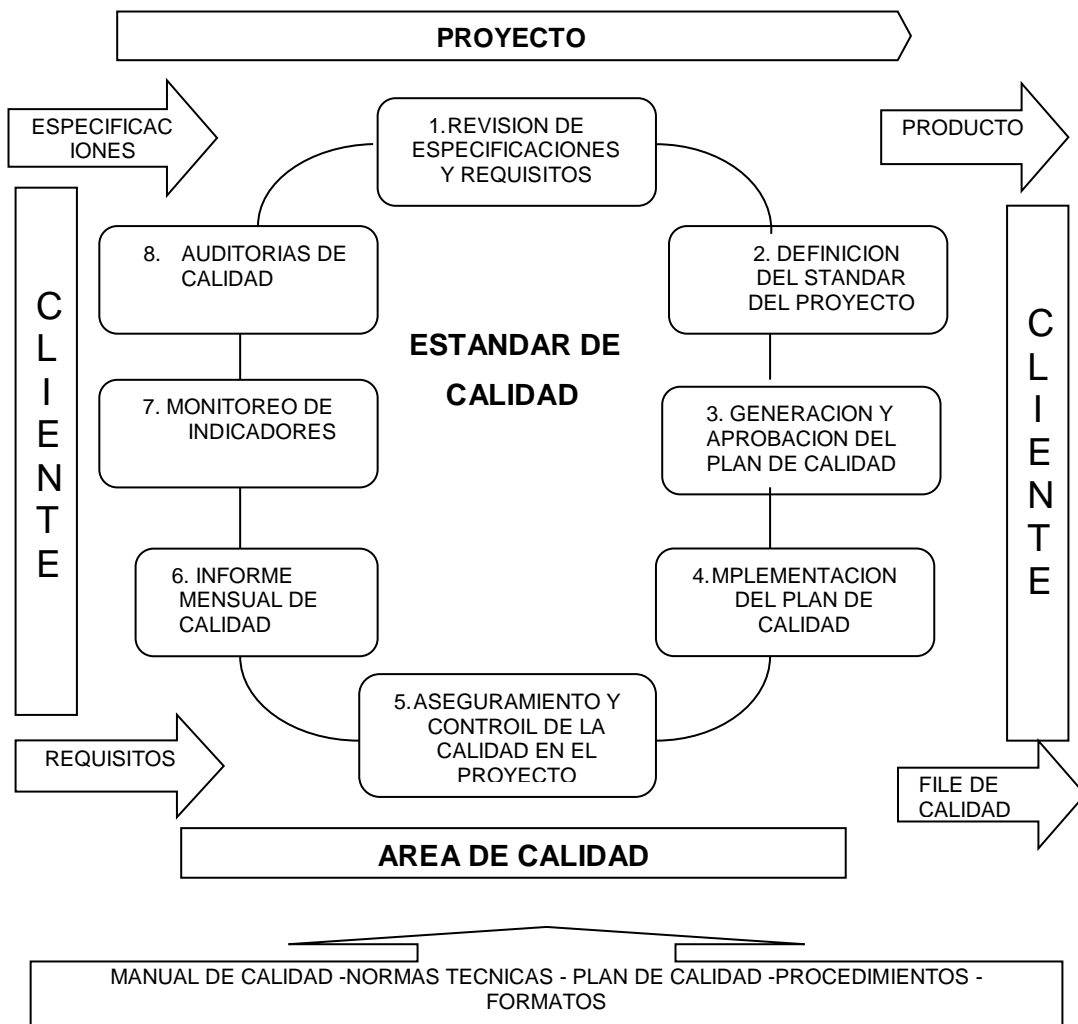 PROYECTO
ESPECIFICAC
IONES
1.REVISION DE
ESPECIFICACIONES
Y REQUISITOS
PRODUCTO
8. AUDITORIAS DE
CALIDAD
2. DEFINICION
DEL STANDAR
DEL PROYECTO
C
L
I
E
N
T
E
ESTANDAR DE
CALIDAD
C
L
I
E
N
T
E
7. MONITOREO DE
INDICADORES
3. GENERACION Y
APROBACION DEL
PLAN DE CALIDAD
6. INFORME
MENSUAL DE
CALIDAD
4.MPLEMENTACION
DEL PLAN DE
CALIDAD
5.ASEGURAMIENTO Y
CONTROIL DE LA
CALIDAD EN EL
PROYECTO
REQUISITOS
FILE DE
CALIDAD
AREA DE CALIDAD
MANUAL DE CALIDAD -NORMAS TECNICAS - PLAN DE CALIDAD -PROCEDIMIENTOS -
FORMATOS